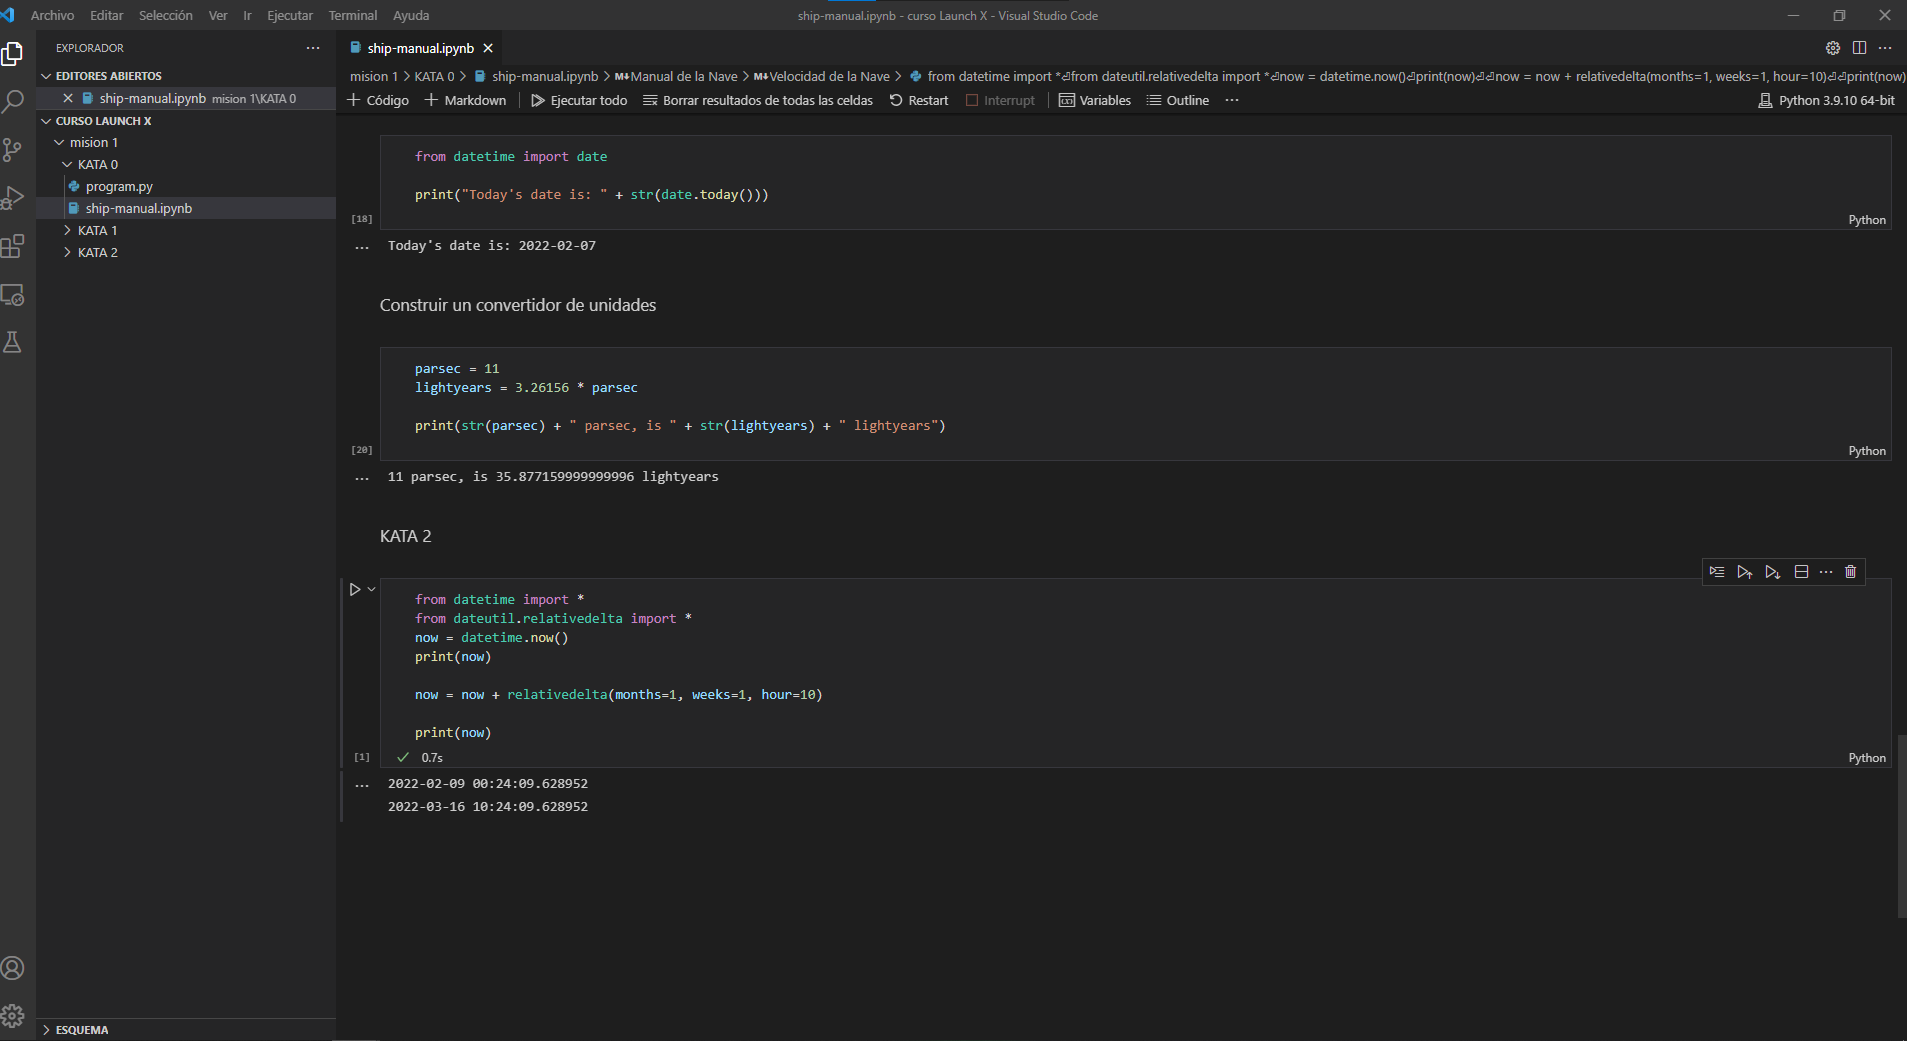 Archivo Editar Selección Ver Ir Ejecutar Terminal Ayuda
ship-manual.ipynb - curso Launch X - Visual Studio Code
EXPLORADOR
EDITORES ABIERTOS
ship-manual.ipynb mision 1\KATA 0
CURSO LAUNCH X
mision 1
KATA 0
program.py
ship-manual.ipynb
KATA 1
KATA 2
ESQUEMA
ship-manual.ipynb
mision 1 > KATA 0 > ship-manual.ipynb > M↓Manual de la Nave > M↓Velocidad de la Nave > from datetime import *⏎from dateutil.relativedelta import *⏎now = datetime.now()⏎print(now)⏎⏎now = now + relativedelta(months=1, weeks=1, hour=10)⏎⏎print(now)
+ Código + Markdown Ejecutar todo Borrar resultados de todas las celdas Restart Interrupt Variables Outline ... Python 3.9.10 64-bit
from datetime import date
print("Today's date is: " + str(date.today()))
[18] Python
Today's date is: 2022-02-07
Construir un convertidor de unidades
parsec = 11
lightyears = 3.26156 * parsec
print(str(parsec) + " parsec, is " + str(lightyears) + " lightyears")
[20] Python
11 parsec, is 35.877159999999996 lightyears
KATA 2
from datetime import *
from dateutil.relativedelta import *
now = datetime.now()
print(now)
now = now + relativedelta(months=1, weeks=1, hour=10)
print(now)
[1] 0.7s Python
2022-02-09 00:24:09.628952
2022-03-16 10:24:09.628952